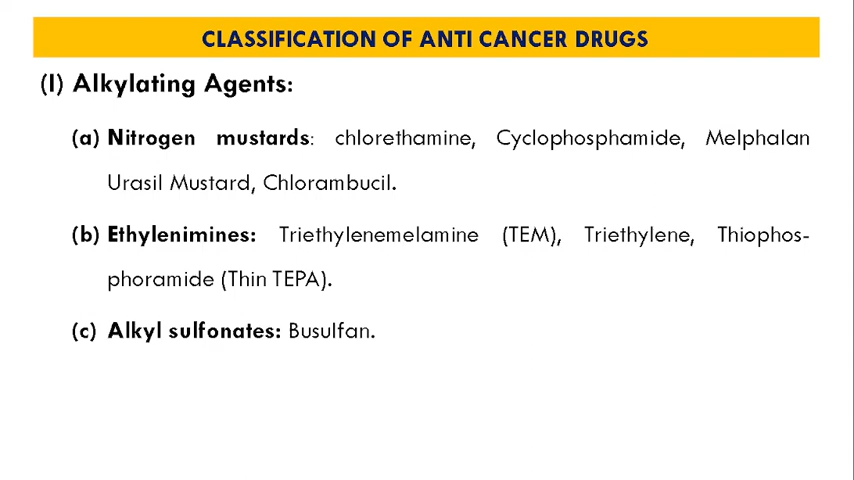 CLASSIFICATION OF ANTI CANCER DRUGS
(I) Alkylating Agents:
(a) Nitrogen mustards: chlorethamine, Cyclophosphamide, Melphalan
Urasil Mustard, Chlorambucil.
(b) Ethylenimines: Triethylenemelamine (TEM), Triethylene, Thiophos-
phoramide (Thin TEPA).
(c) Alkyl sulfonates: Busulfan.